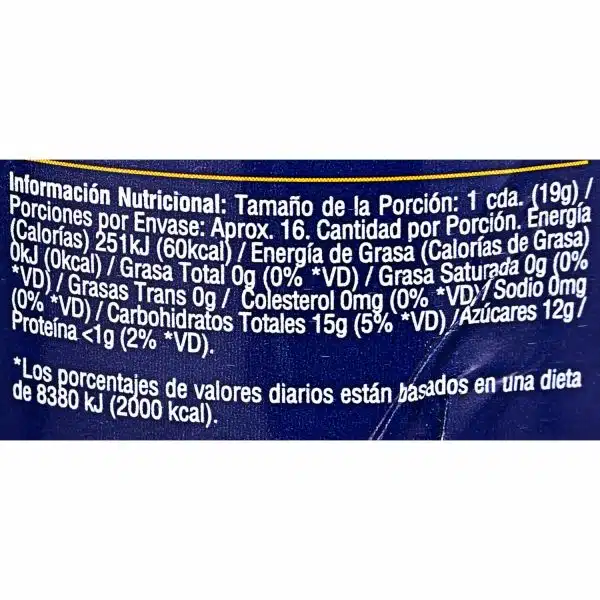 Información Nutricional: Tamaño de la Porción: 1 cda. (19g) /
Porciones por Envase: Aprox. 16. Cantidad por Porción. Energía
(Calorías) 251kJ (60kcal) / Energía de Grasa (Calorías de Grasa)
0kJ (0kcal) / Grasa Total 0g (0% *VD) / Grasa Saturada 0g (0%
*VD) / Grasas Trans 0g / Colesterol 0mg (0% *VD) / Sodio 0mg
(0% *VD) / Carbohidratos Totales 15g (5% *VD) / Azúcares 12g /
Proteína <1g (2% *VD).
*Los porcentajes de valores diarios están basados en una dieta
de 8380 kJ (2000 kcal).